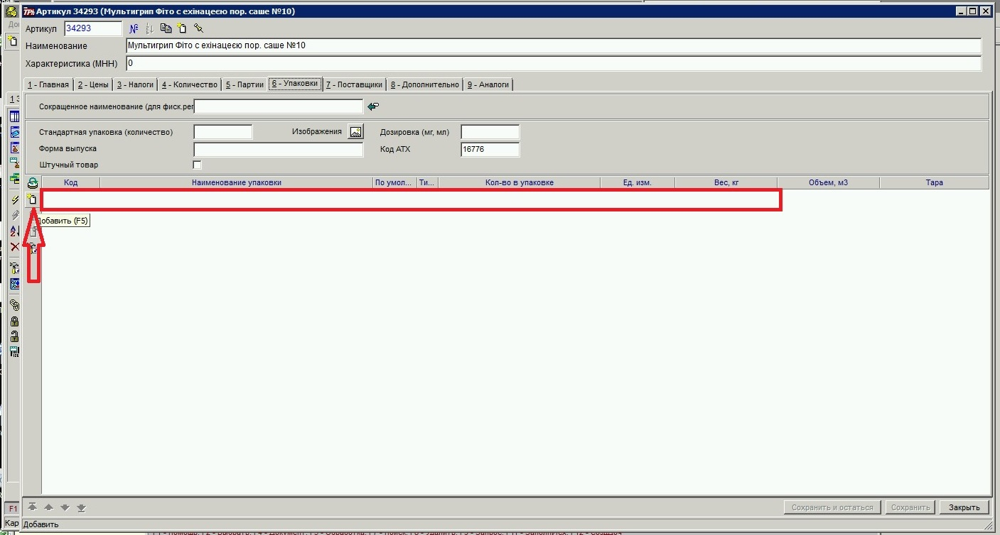 Артикул 34293 (Мультигрип Фіто с ехінацеєю пор. саше №10)
Артикул 34293
Наименование Мультигрип Фіто с ехінацеєю пор. саше №10
Характеристика (МНН) 0
1 - Главная 2 - Цены 3 - Налоги 4 - Количество 5 - Партии 6 - Упаковки 7 - Поставщики 8 - Дополнительно 9 - Аналоги
Сокращенное наименование (для фиск.рег
Стандартная упаковка (количество) Изображения Дозировка (мг, мл)
Форма выпуска Код АТХ 16776
Штучный товар
Код Наименование упаковки По умол... Ти... Кол-во в упаковке Ед. изм. Вес, кг Объем, м3 Тара
Добавить (F5)
F1 Сохранить и остаться Сохранить Закрыть
Кар Добавить